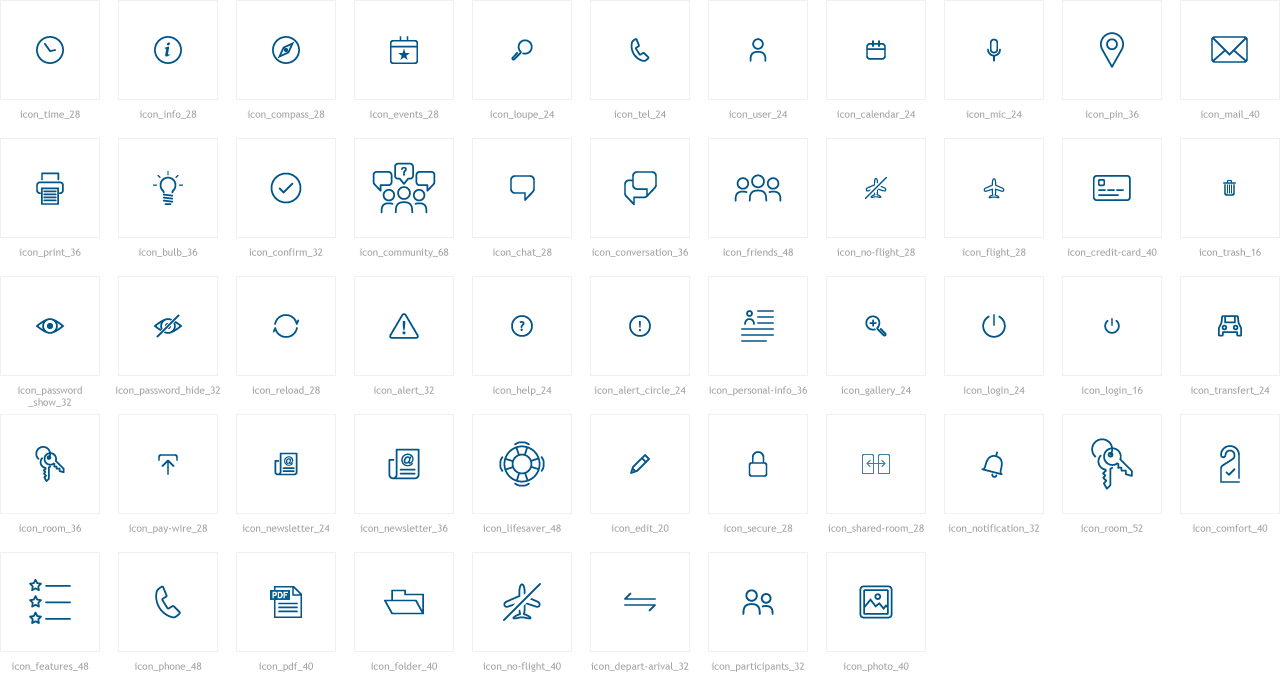 icon_time_28 icon_info_28 icon_compass_28 icon_events_28 icon_loupe_24 icon_tel_24 icon_user_24 icon_calendar_24 icon_mic_24 icon_pin_36 icon_mail_40
?
icon_print_36 icon_bulb_36 icon_confirm_32 icon_community_68 icon_chat_28 icon_conversation_36 icon_friends_48 icon_no-flight_28 icon_flight_28 icon_credit-card_40 icon_trash_16
! ? !
icon_password icon_password_hide_32 icon_reload_28 icon_alert_32 icon_help_24 icon_alert_circle_24 icon_personal-info_36 icon_gallery_24 icon_login_24 icon_login_16 icon_transfert_24
_show_32
@ @
icon_room_36 icon_pay-wire_28 icon_newsletter_24 icon_newsletter_36 icon_lifesaver_48 icon_edit_20 icon_secure_28 icon_shared-room_28 icon_notification_32 icon_room_52 icon_comfort_40
PDF
icon_features_48 icon_phone_48 icon_pdf_40 icon_folder_40 icon_no-flight_40 icon_depart-arival_32 icon_participants_32 icon_photo_40